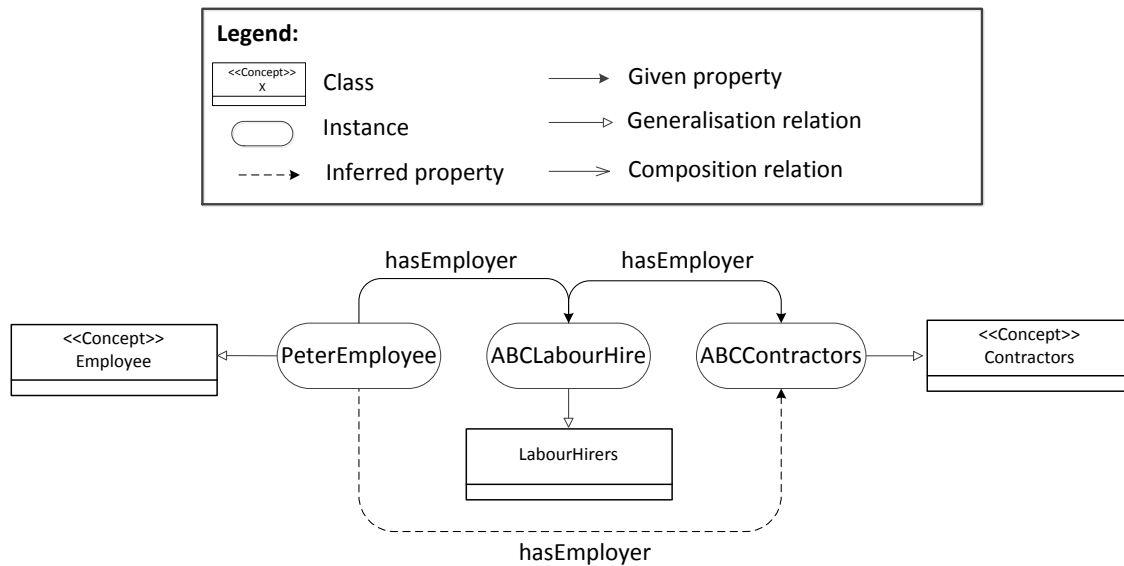 Legend:
<<Concept>>
X
Class
Given property
Instance
Generalisation relation
Inferred property
Composition relation
hasEmployer
hasEmployer
<<Concept>>
Employee
PeterEmployee
ABCLabourHire
ABCContractors
<<Concept>>
Contractors
LabourHirers
hasEmployer